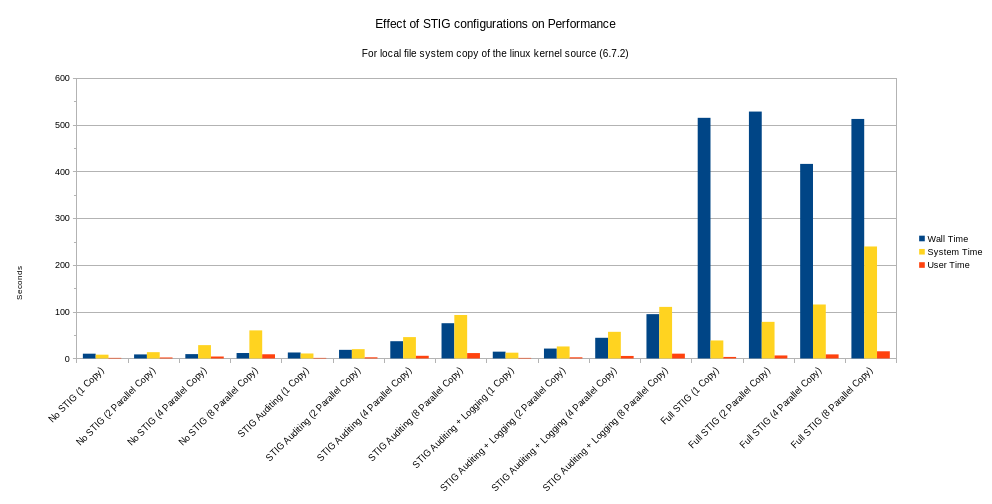 Effect of STIG configurations on Performance
For local file system copy of the linux kernel source (6.7.2)
600
500
400
300
200
100
0
Seconds
Wall Time
System Time
User Time
No STIG (1 Copy)
No STIG (2 Parallel Copy)
No STIG (4 Parallel Copy)
No STIG (8 Parallel Copy)
STIG Auditing (1 Copy)
STIG Auditing (2 Parallel Copy)
STIG Auditing (4 Parallel Copy)
STIG Auditing (8 Parallel Copy)
STIG Auditing + Logging (1 Copy)
STIG Auditing + Logging (2 Parallel Copy)
STIG Auditing + Logging (4 Parallel Copy)
STIG Auditing + Logging (8 Parallel Copy)
Full STIG (1 Copy)
Full STIG (2 Parallel Copy)
Full STIG (4 Parallel Copy)
Full STIG (8 Parallel Copy)